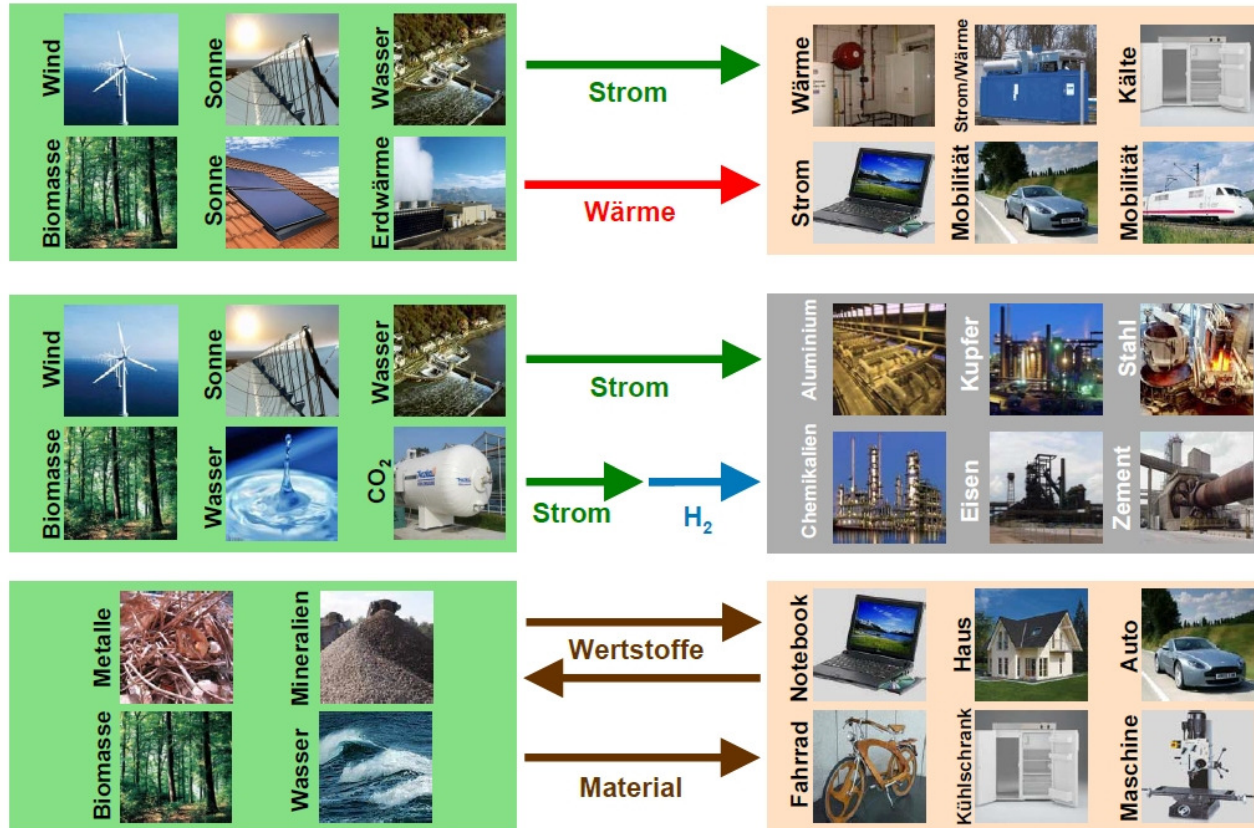 Wind
Sonne
Wasser
Biomasse
Sonne
Erdwärme
Strom
Wärme
Wärme
Strom/Wärme
Kälte
Strom
Mobilität
Mobilität
Wind
Sonne
Wasser
Biomasse
Wasser
CO₂
Strom
Strom
H₂
Aluminium
Kupfer
Stahl
Chemikalien
Eisen
Zement
Metalle
Mineralien
Biomasse
Wasser
Wertstoffe
Material
Notebook
Haus
Auto
Fahrrad
Kühlschrank
Maschine